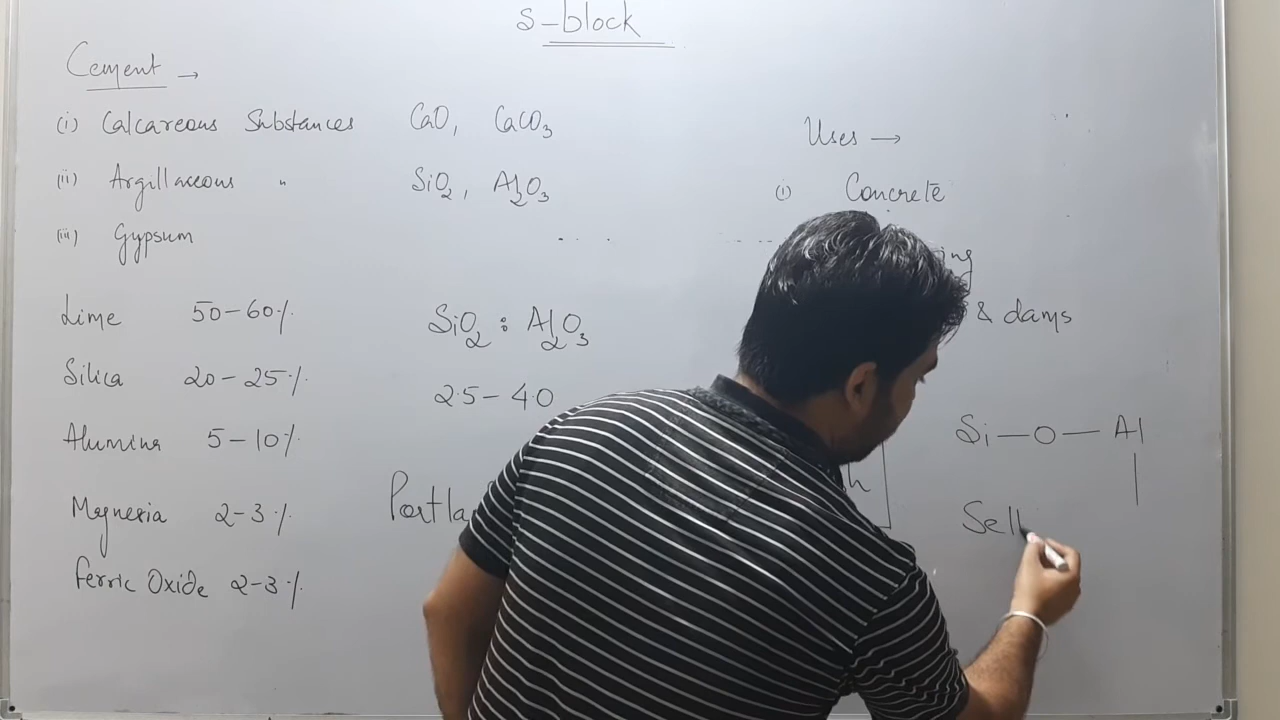 s-block
Cement →
(i) Calcareous Substances CaO, CaCO₃
(ii) Argillaceous " SiO₂, Al₂O₃
(iii) Gypsum
Lime 50-60%
Silica 20-25%
Alumina 5-10%
Magnesia 2-3%
Ferric Oxide 2-3%
SiO₂ : Al₂O₃
2.5-4.0
Portla
Uses →
(i) Concrete
ing
& dams
Si-O-Al
Sell